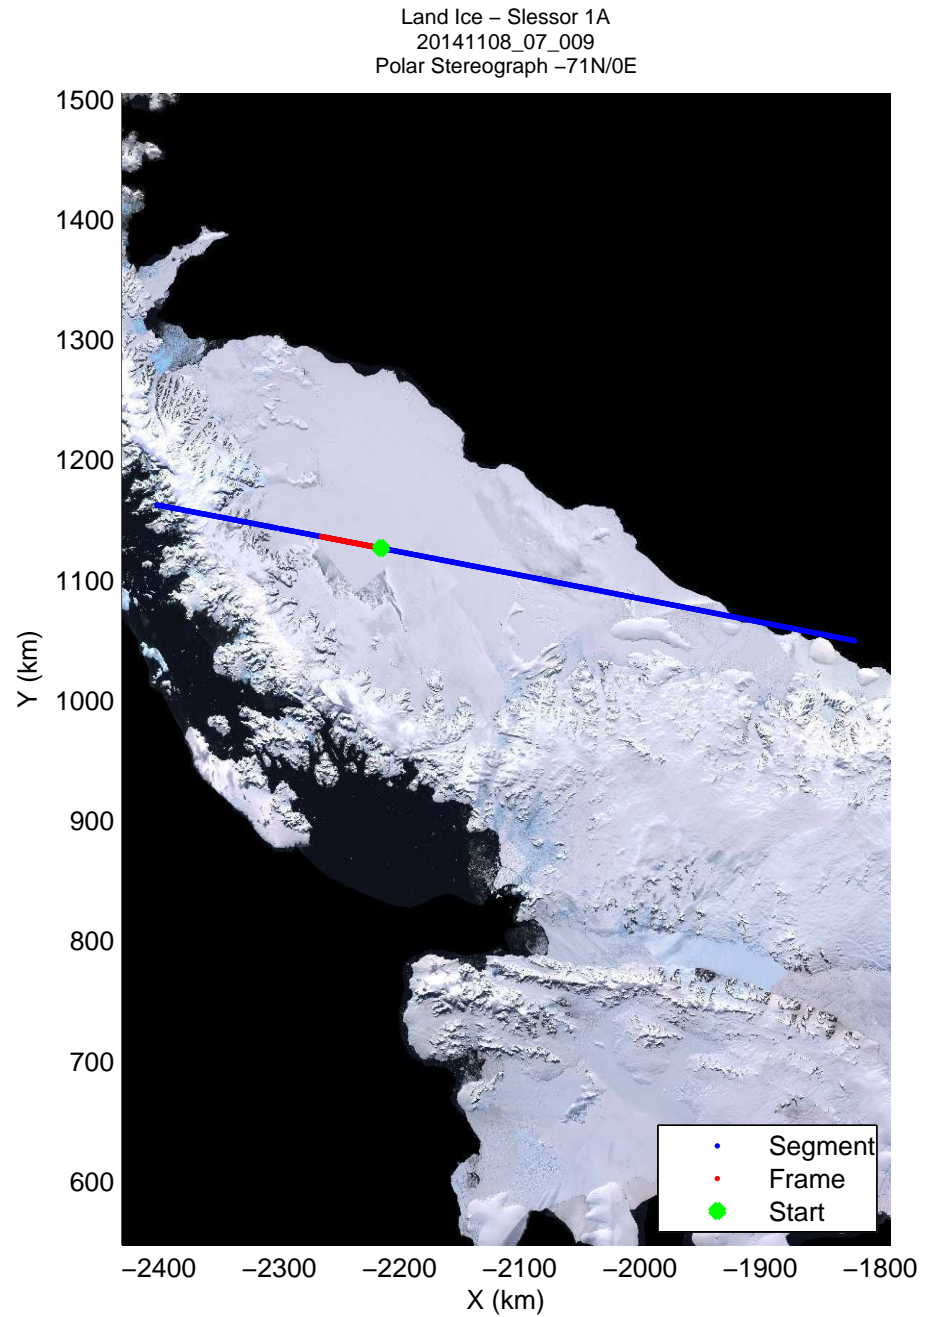 Land Ice − Slessor 1A
20141108_07_009
Polar Stereograph −71N/0E
1500
1400
1300
1200
1100
1000
900
800
700
600
Y (km)
Segment
Frame
Start
−2400 −2300 −2200 −2100 −2000 −1900 −1800
X (km)